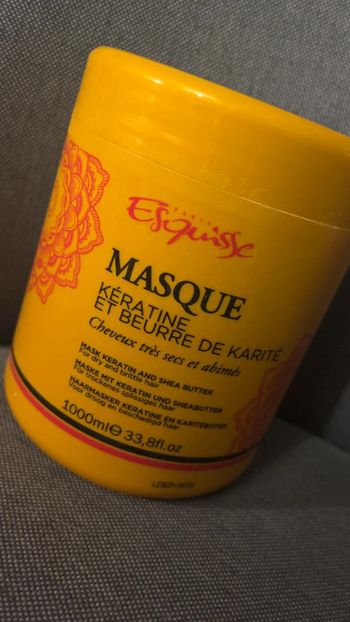 PARIS
Esquisse
MASQUE
KÉRATINE
ET BEURRE DE KARITÉ
Cheveux très secs et abîmés
MASK KERATIN AND SHEA BUTTER
For dry and brittle hair
MASKE MIT KERATIN UND SHEABUTTER
Für trockenes splissiges haar
HAARMASKER KERATINE EN KARITÉBOTER
Voor droog en beschadigd haar
1000ml℮ 33,8fl.oz